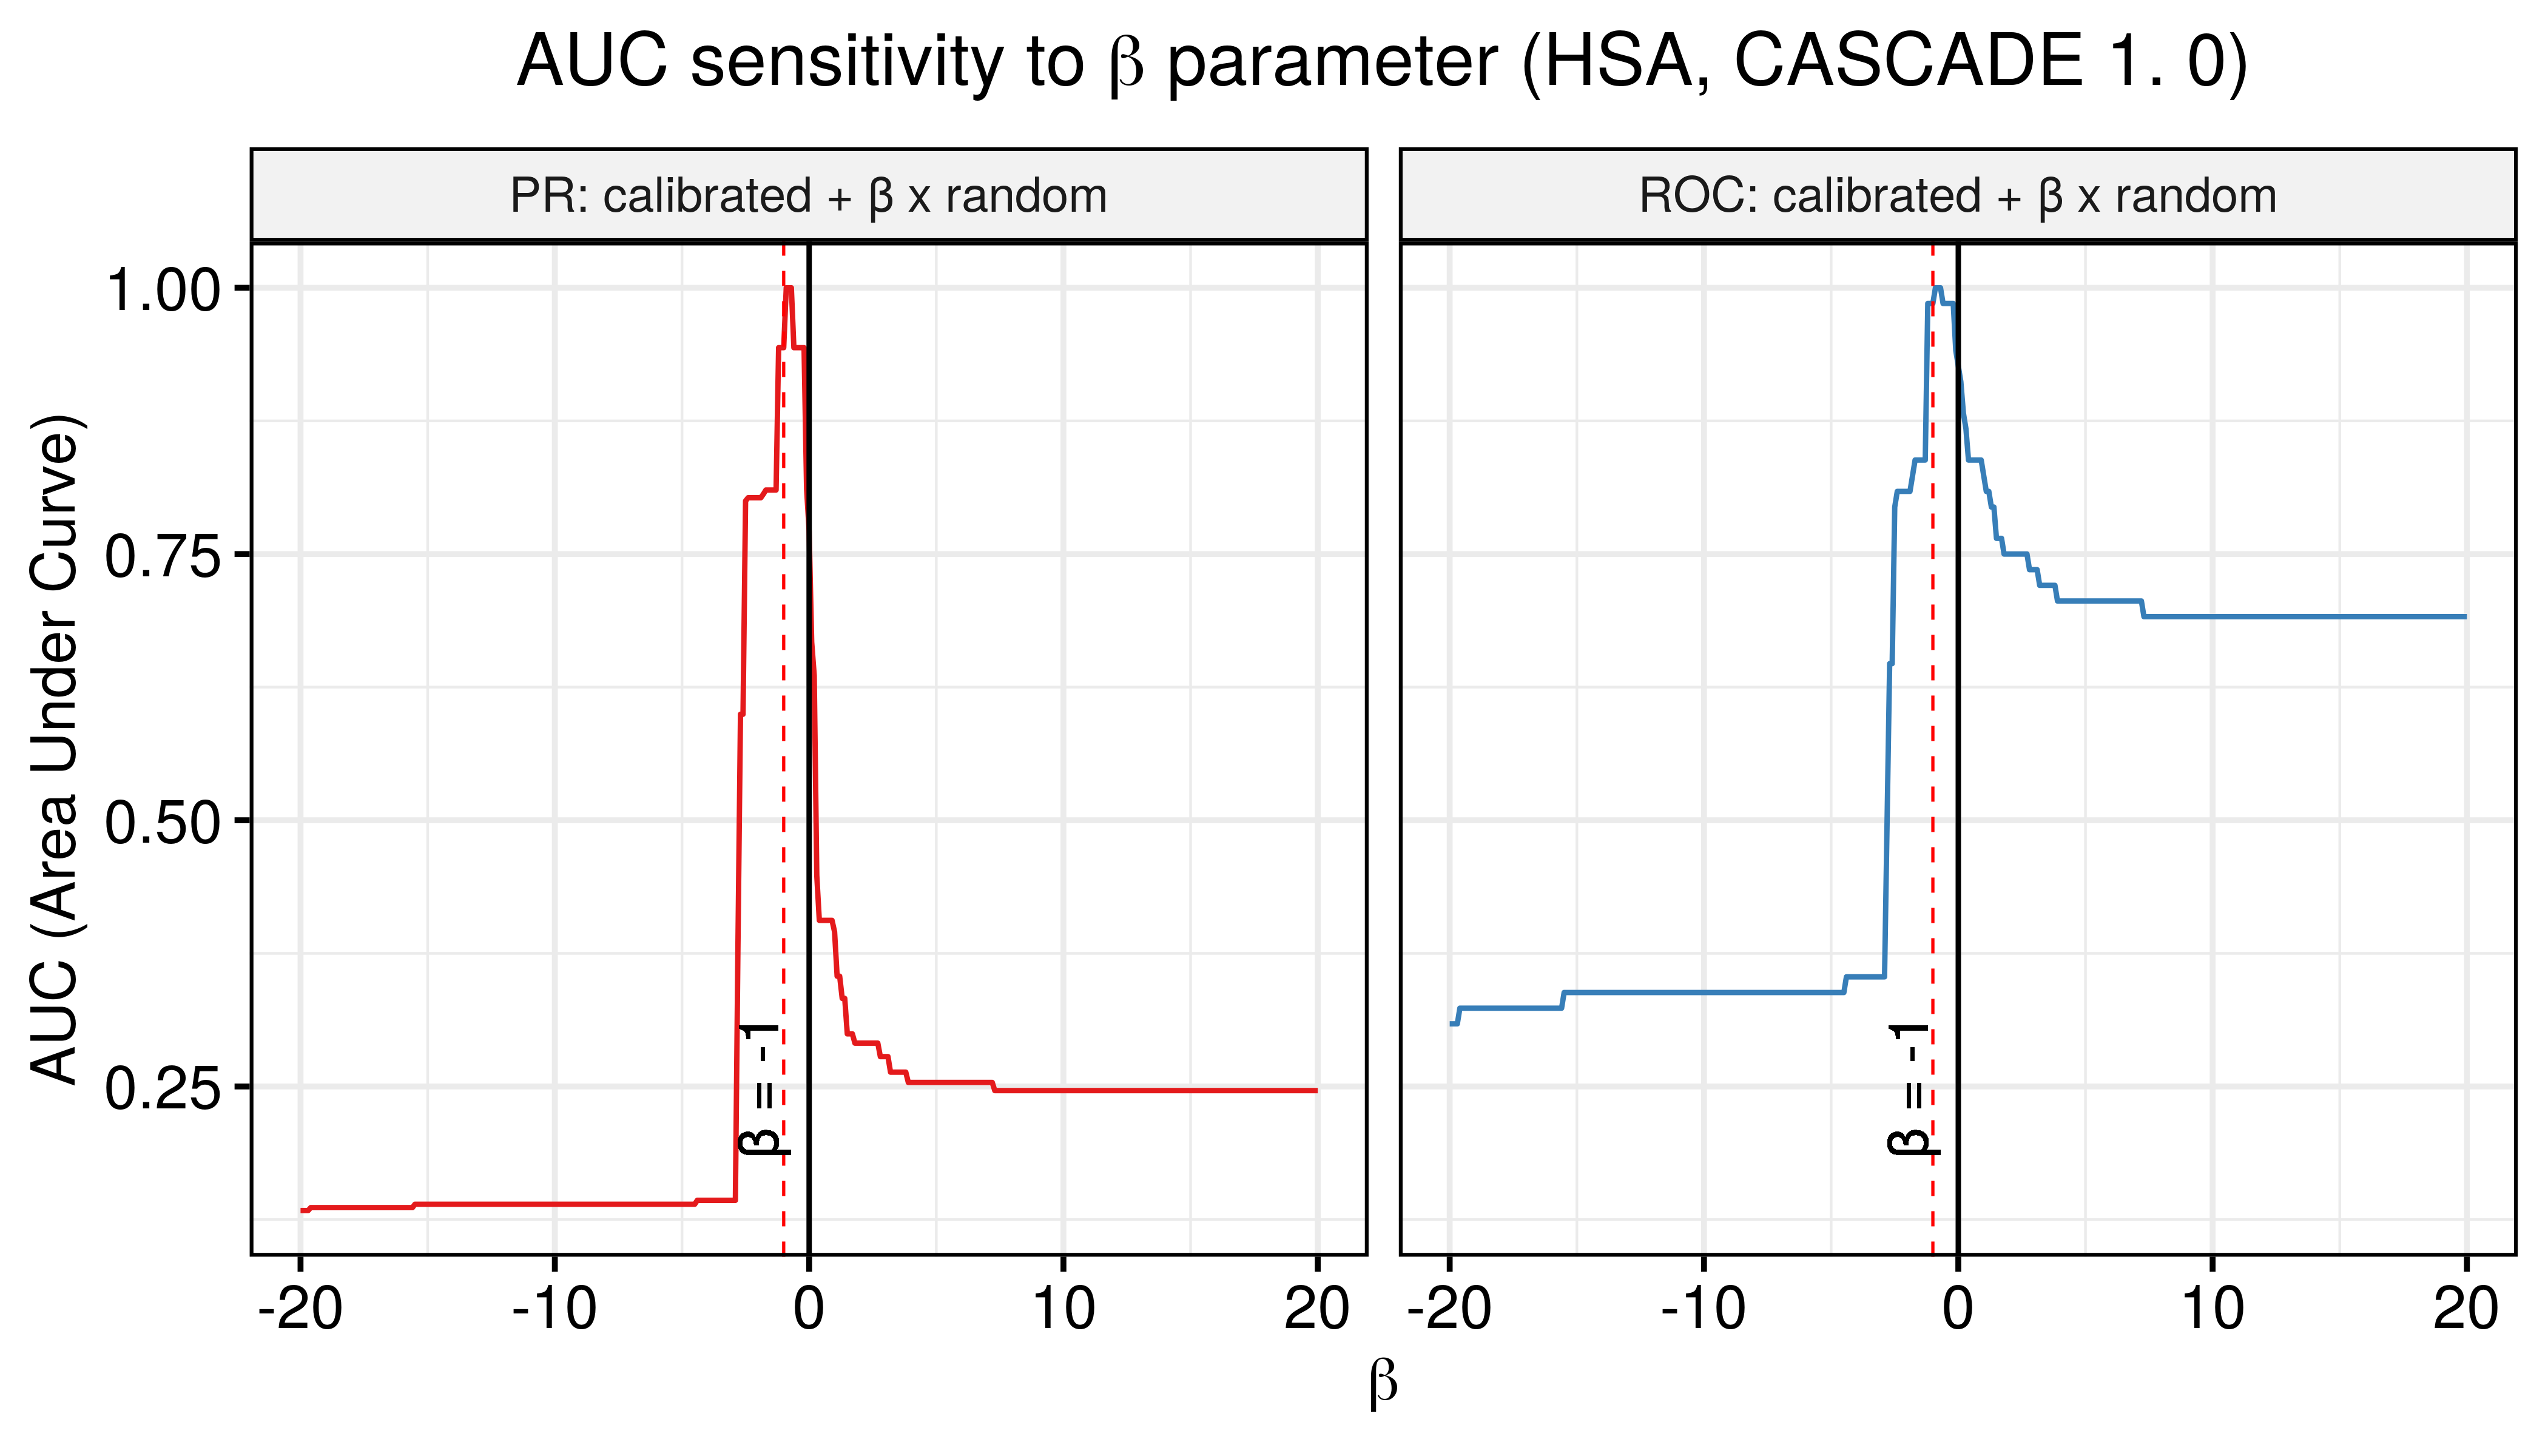 AUC sensitivity to β parameter (HSA, CASCADE 1. 0)
PR: calibrated + β x random
ROC: calibrated + β x random
AUC (Area Under Curve)
1.00
0.75
0.50
0.25
β = -1
β = -1
-20 -10 0 10 20
-20 -10 0 10 20
β